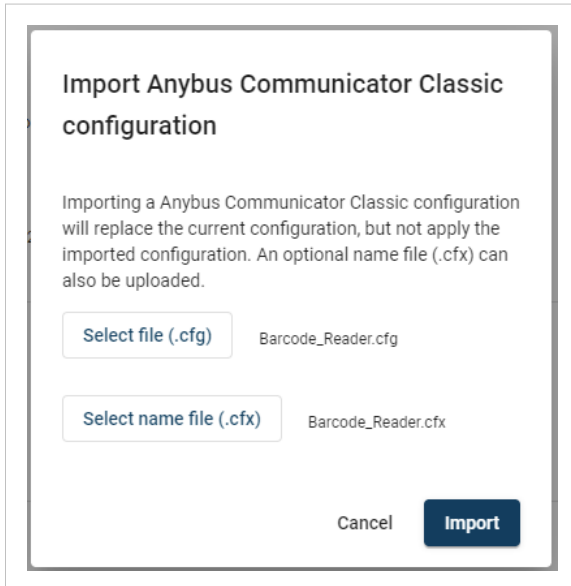 Import Anybus Communicator Classic
configuration
Importing a Anybus Communicator Classic configuration
will replace the current configuration, but not apply the
imported configuration. An optional name file (.cfx) can
also be uploaded.
Select file (.cfg) Barcode_Reader.cfg
Select name file (.cfx) Barcode_Reader.cfx
Cancel Import